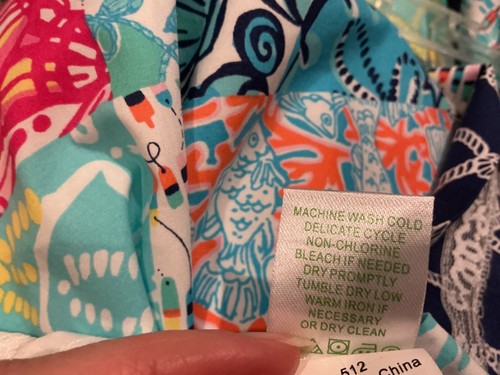 MACHINE WASH COLD
DELICATE CYCLE
NON-CHLORINE
BLEACH IF NEEDED
DRY PROMPTLY
TUMBLE DRY LOW
WARM IRON IF
NECESSARY
OR DRY CLEAN
512
China